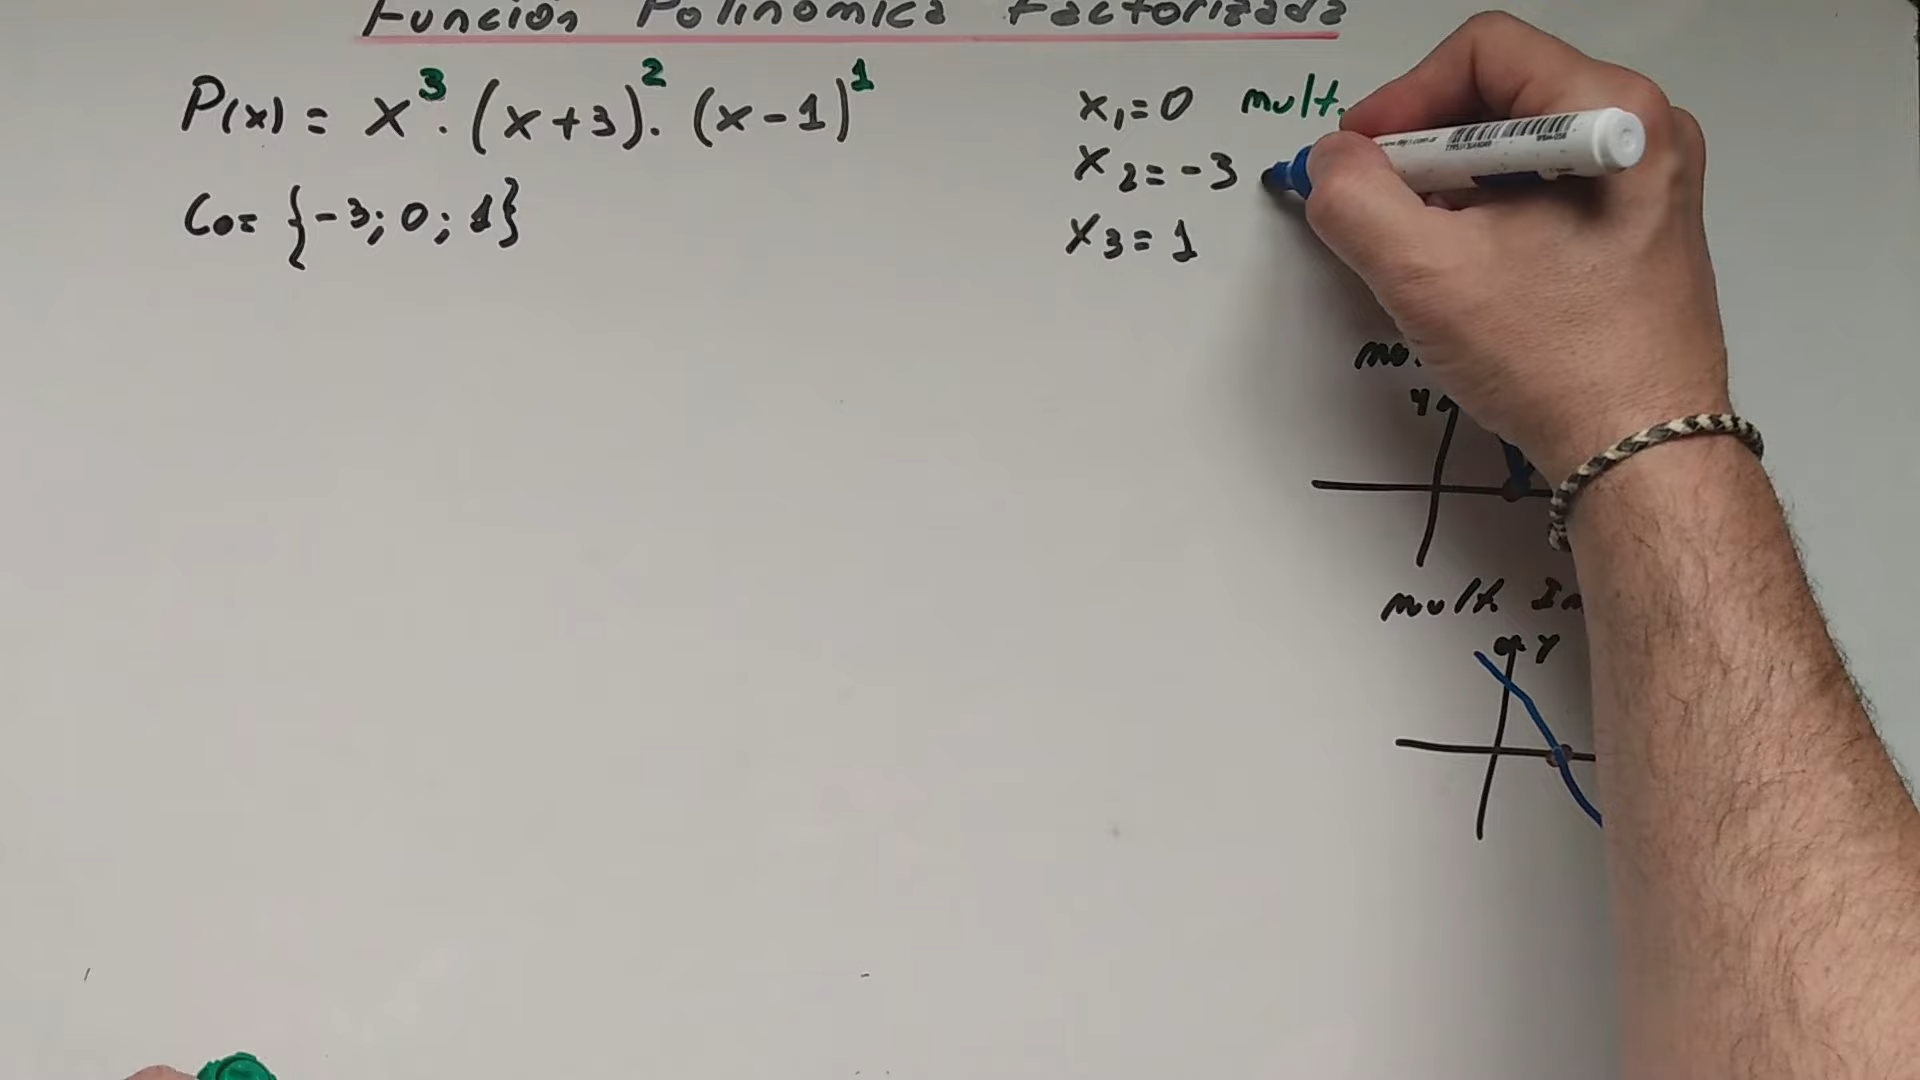 Función Polinómica Factorizada
P(x) = x³ · (x+3)² · (x-1)¹
C₀ = {-3; 0; 1}
x₁=0 mult.
x₂=-3
x₃=1
y
mult. 
y